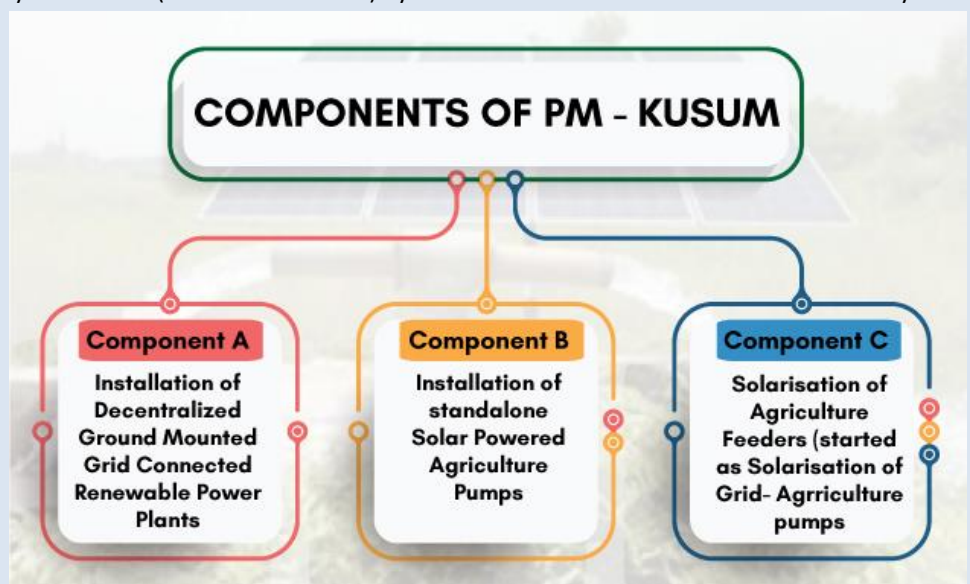 COMPONENTS OF PM - KUSUM
Component A
Installation of
Decentralized
Ground Mounted
Grid Connected
Renewable Power
Plants
Component B
Installation of
standalone
Solar Powered
Agriculture
Pumps
Component C
Solarisation of
Agriculture
Feeders (started
as Solarisation of
Grid- Agrriculture
pumps